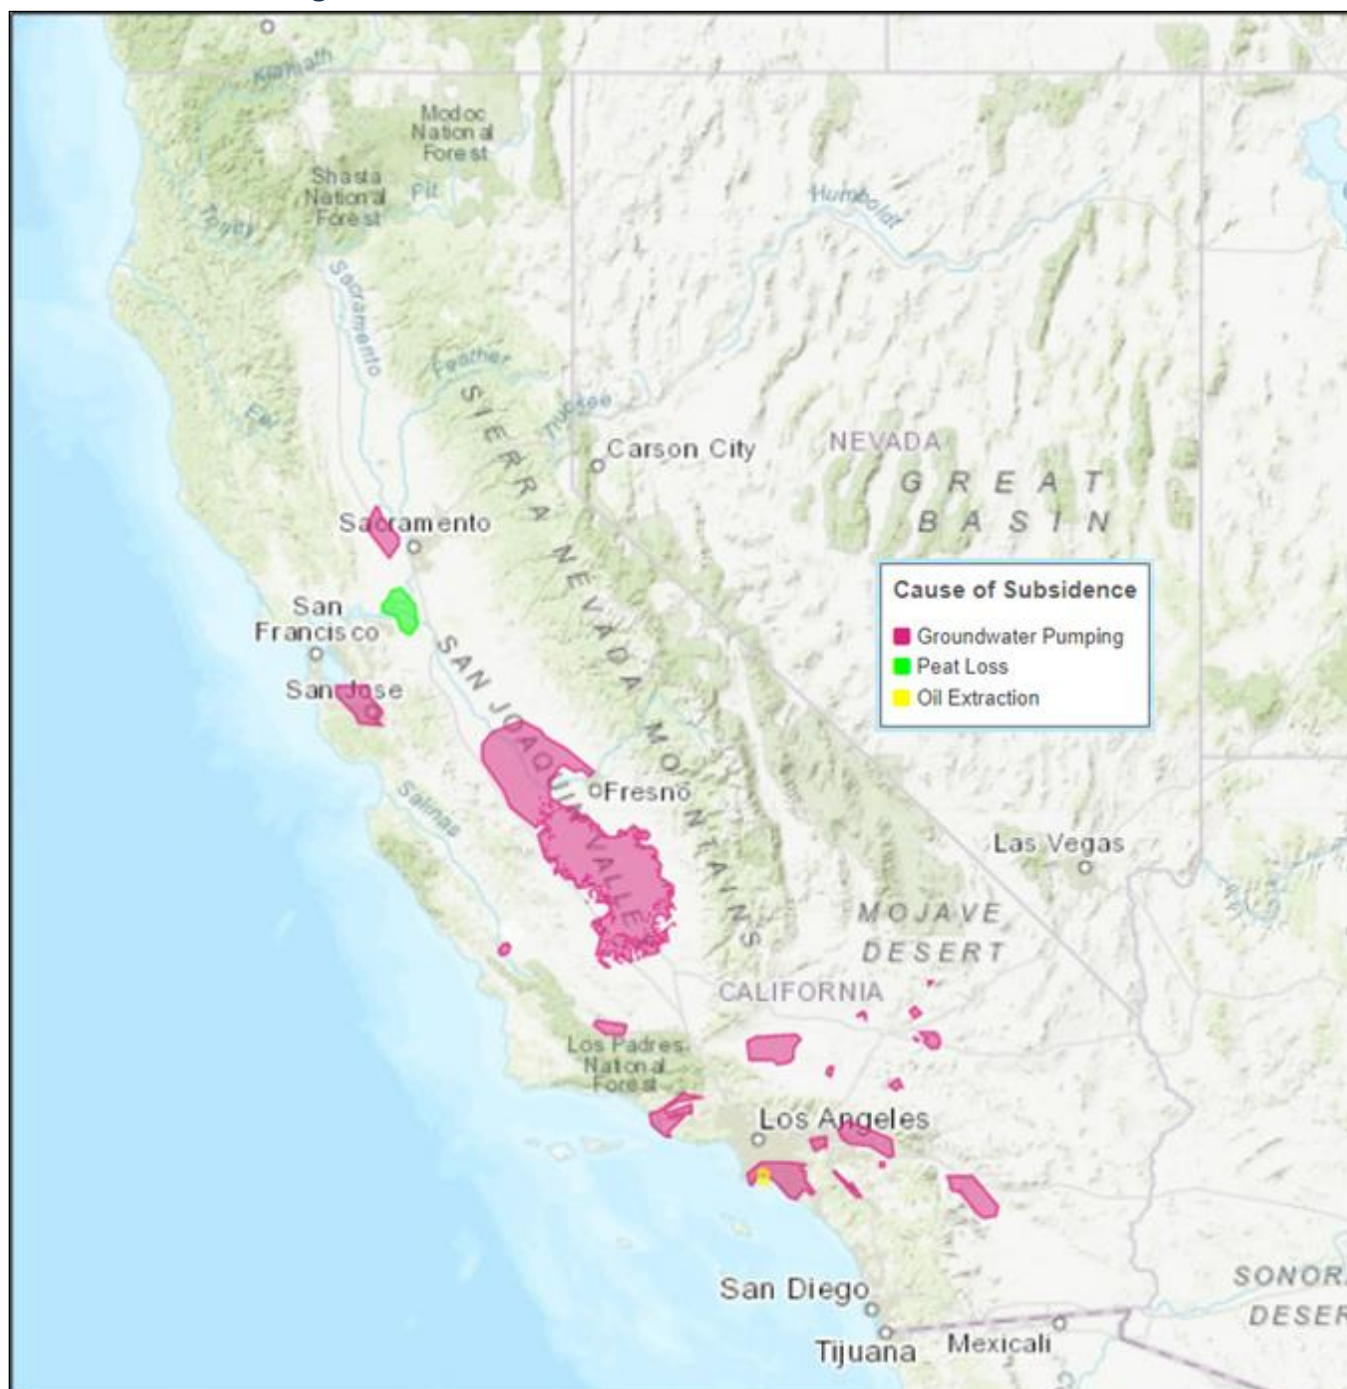 Klamath
Modoc
National
Forest
Shasta
National
Forest
Pit
Trinity
Humboldt
Sacramento
Feather
Eel
Truckee
SIERRA NEVADA MOUNTAINS
Carson City
NEVADA
GREAT
BASIN
Sacramento
Cause of Subsidence
Groundwater Pumping
Peat Loss
Oil Extraction
San
Francisco
San Jose
SAN JOAQUIN VALLEY
Salinas
Fresno
Las Vegas
MOJAVE
DESERT
CALIFORNIA
Los Padres
National
Forest
Los Angeles
San Diego
Tijuana
Mexicali
SONOR
DESER